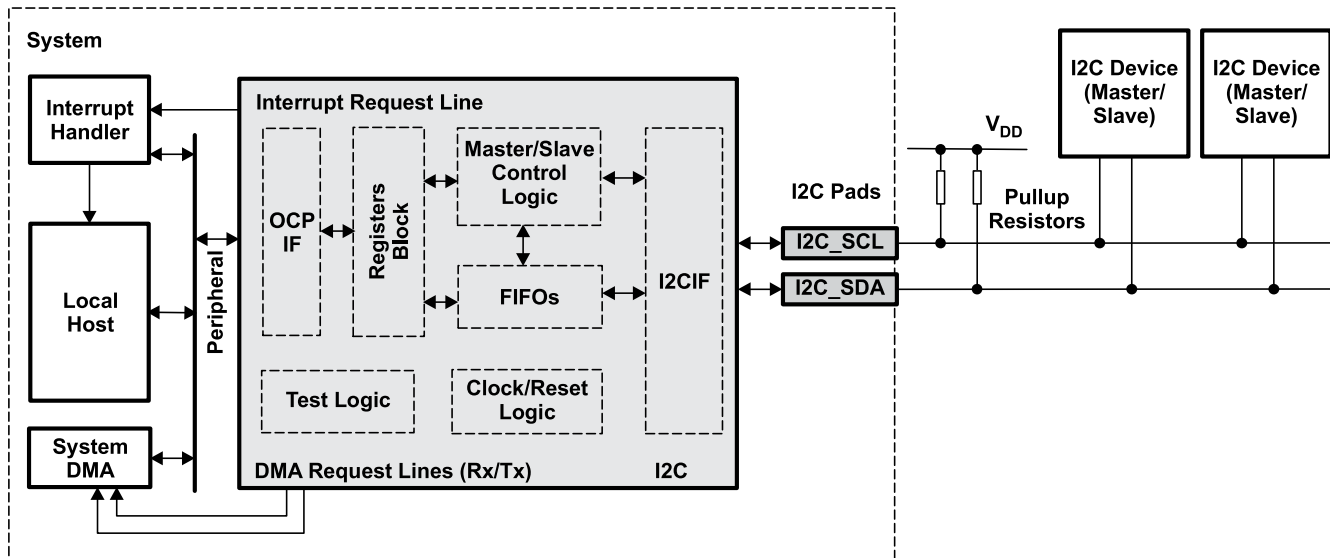 System
Interrupt
Handler
Local
Host
System
DMA
Peripheral
Interrupt Request Line
OCP
IF
Registers
Block
Master/Slave
Control
Logic
FIFOs
I2CIF
Test Logic
Clock/Reset
Logic
DMA Request Lines (Rx/Tx)
I2C
I2C Pads
I2C_SCL
I2C_SDA
VDD
Pullup
Resistors
I2C Device
(Master/
Slave)
I2C Device
(Master/
Slave)